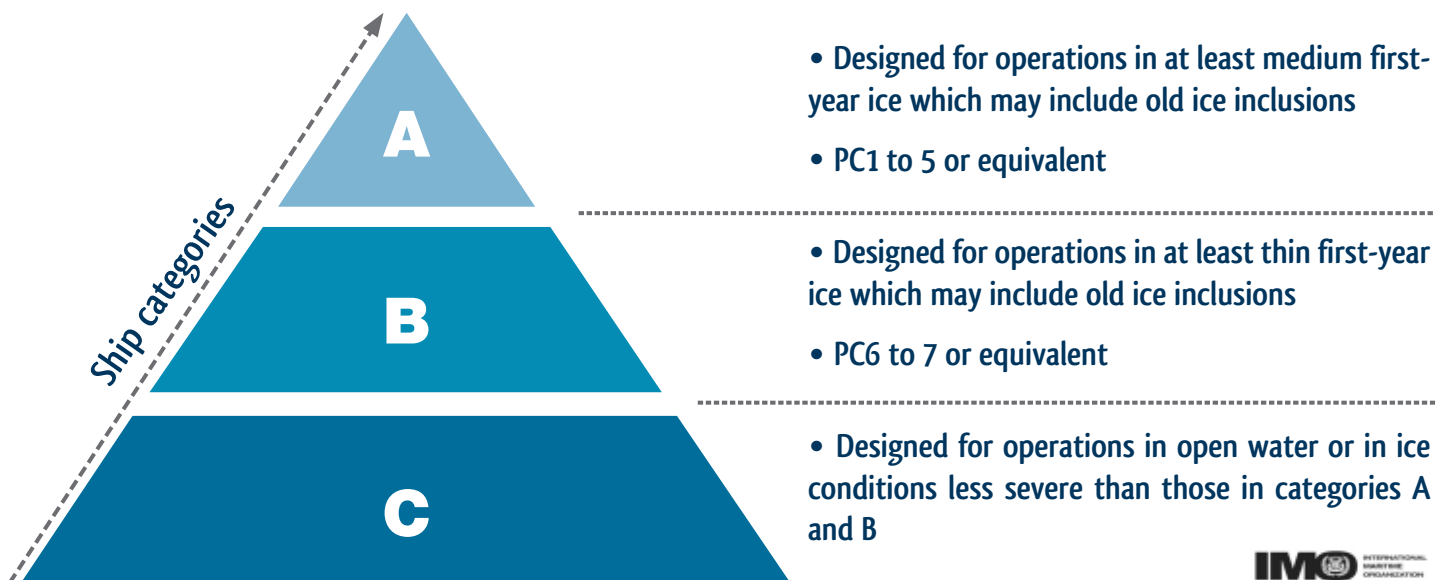 Ship categories
A
• Designed for operations in at least medium first-
year ice which may include old ice inclusions
• PC1 to 5 or equivalent
B
• Designed for operations in at least thin first-year
ice which may include old ice inclusions
• PC6 to 7 or equivalent
C
• Designed for operations in open water or in ice
conditions less severe than those in categories A
and B
IMO
INTERNATIONAL
MARITIME
ORGANIZATION